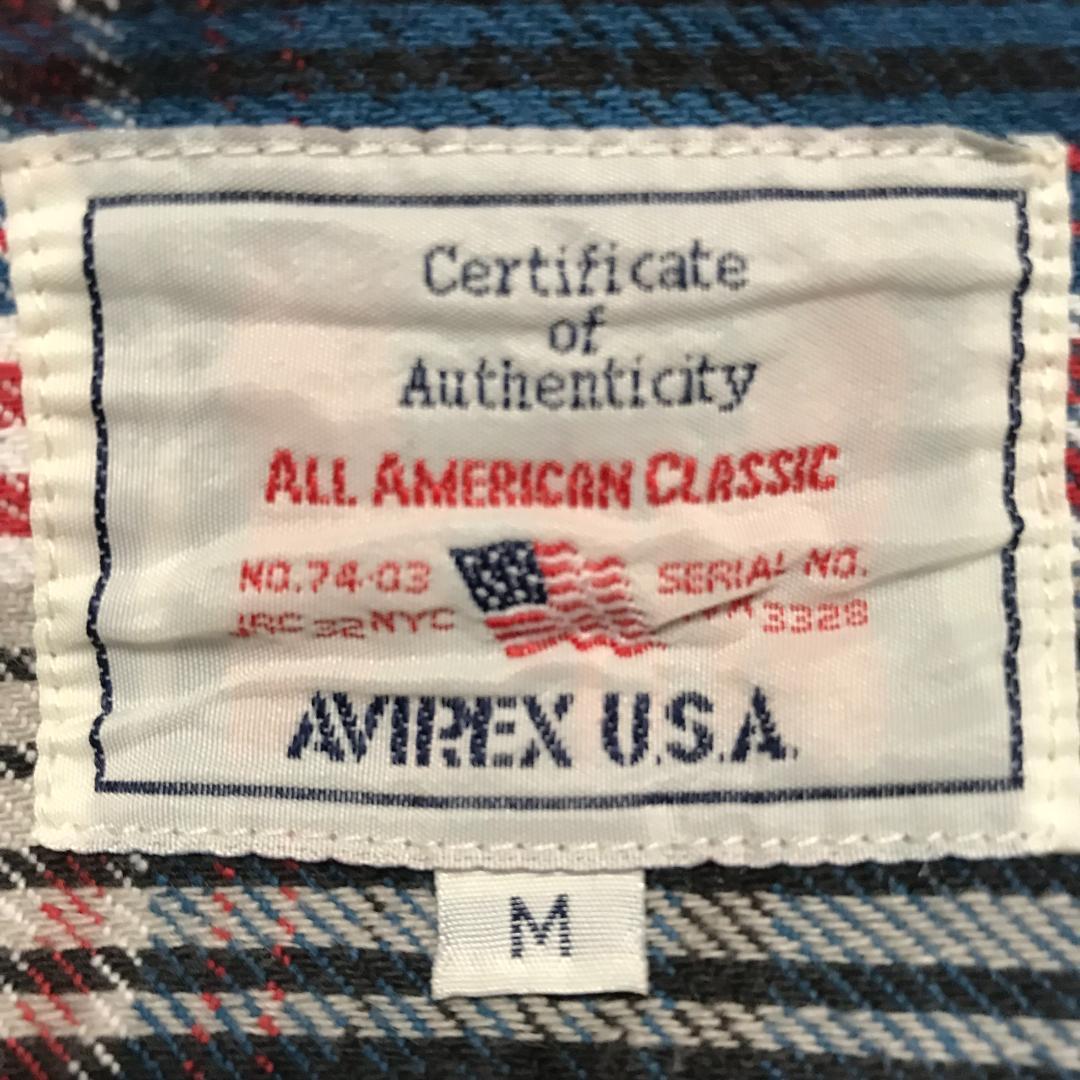 Certificate
of
Authenticity
ALL AMERICAN CLASSIC
NO.74-03 SERIAL NO.
JRC 32 NYC 3328
AVIREX U.S.A.
M